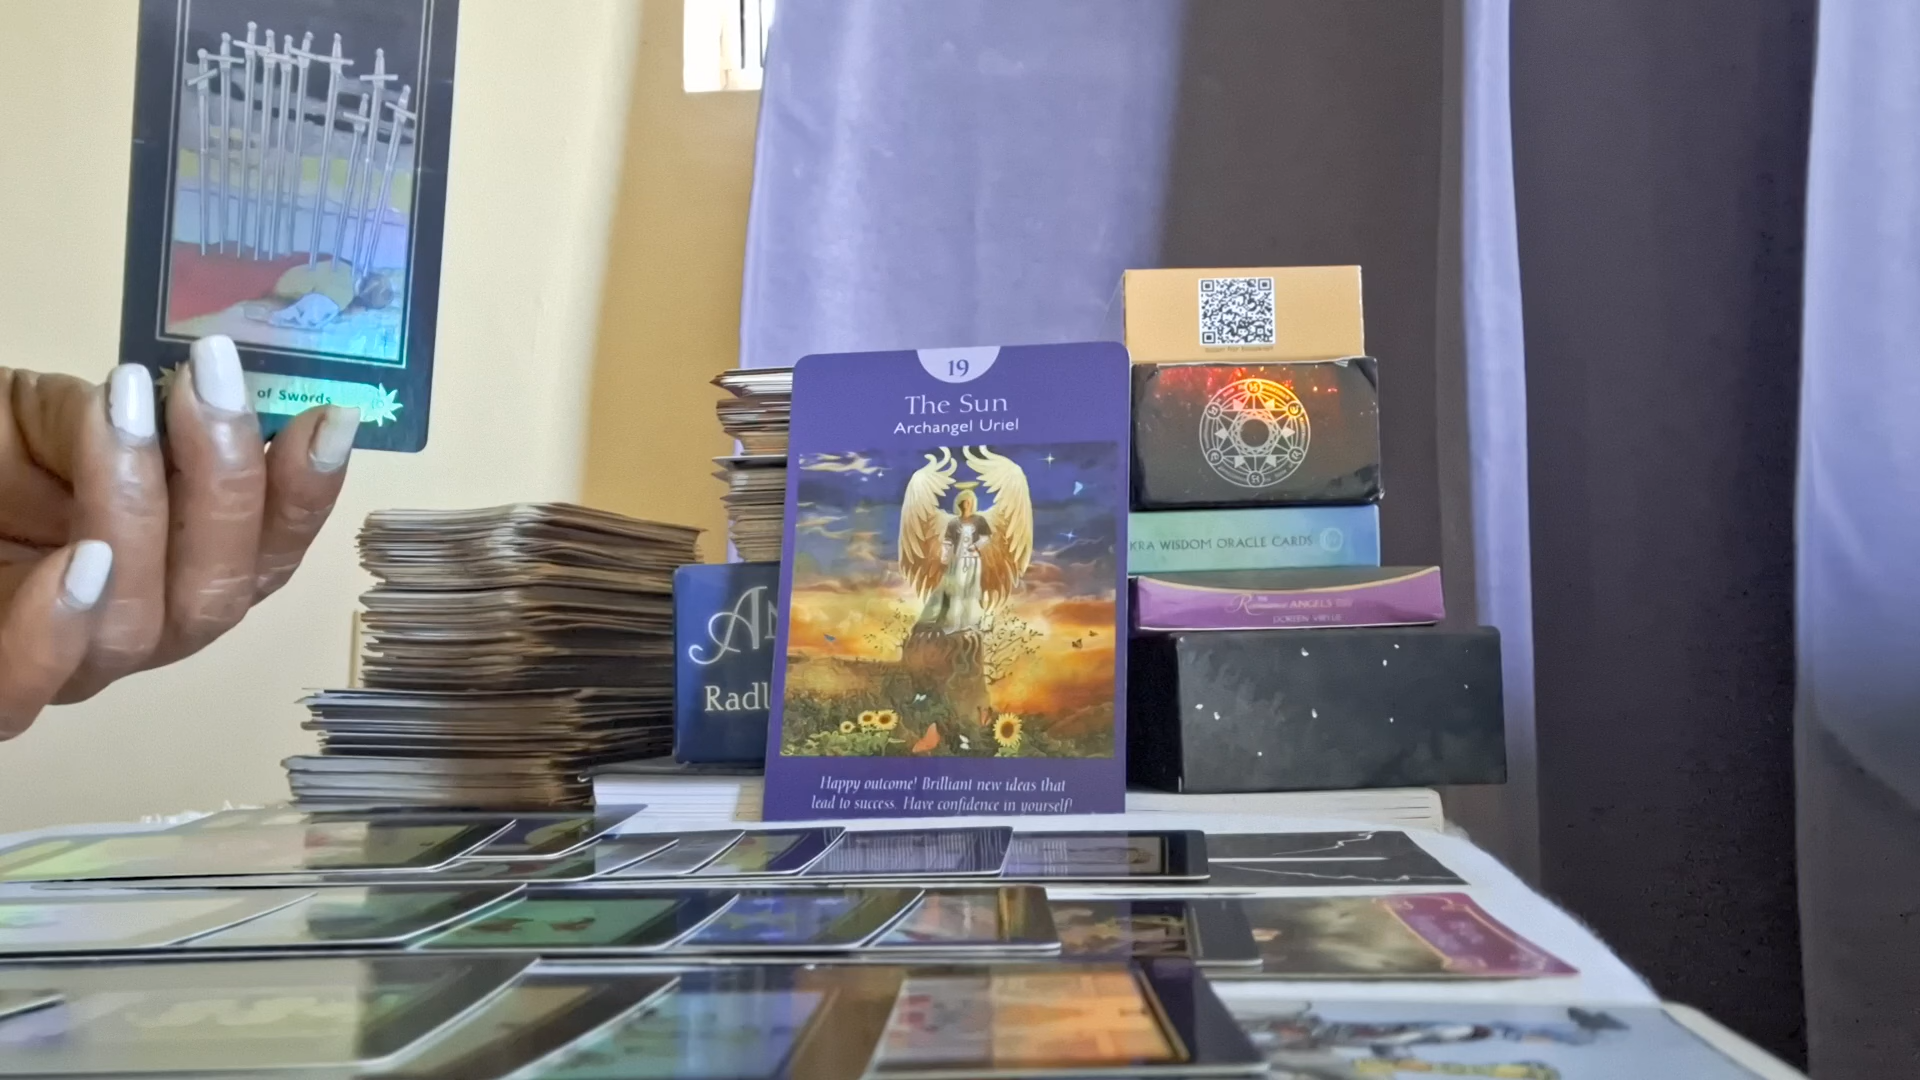 of Swords
19
The Sun
Archangel Uriel
Happy outcome! Brilliant new ideas that
lead to success. Have confidence in yourself!
Radl
KRA WISDOM ORACLE CARDS
ANGELS
DOREEN VIRTUE